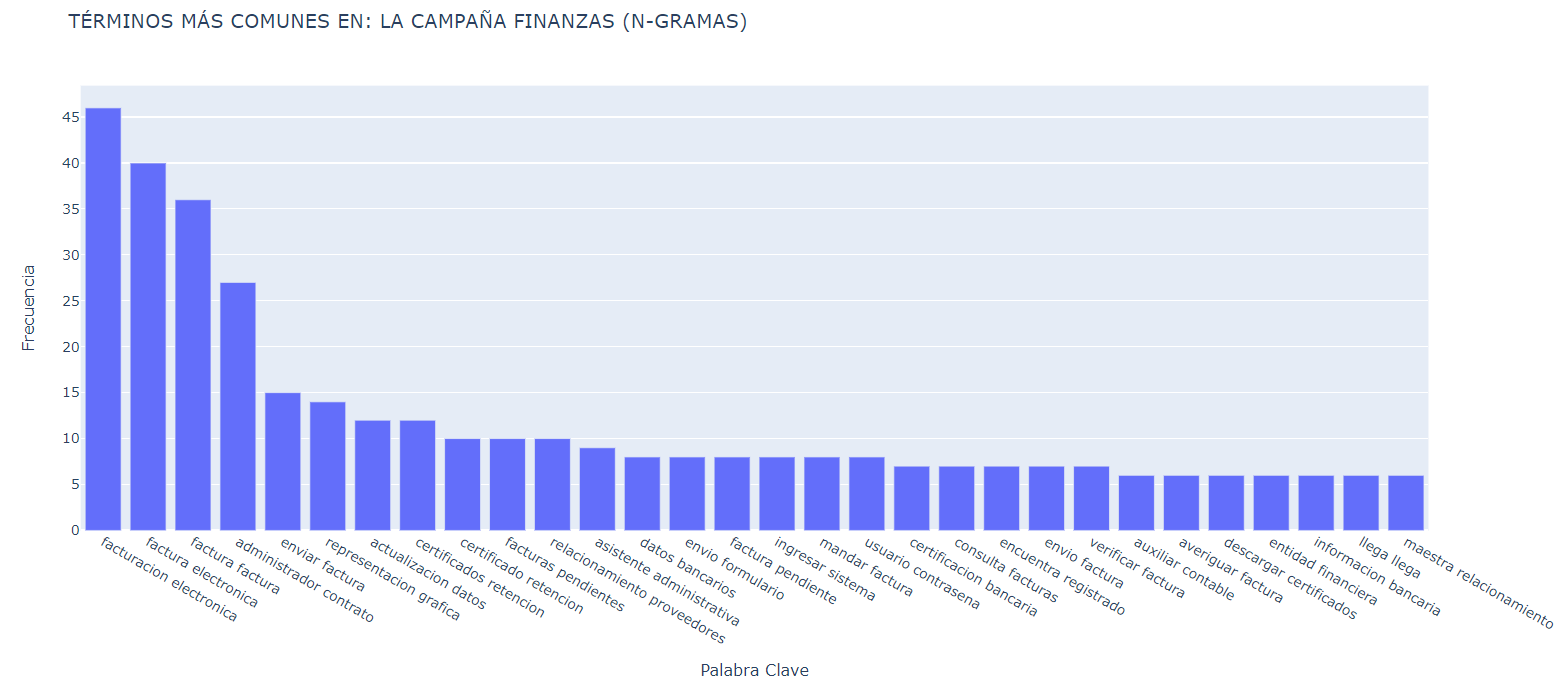 TÉRMINOS MÁS COMUNES EN: LA CAMPAÑA FINANZAS (N-GRAMAS)
Frecuencia
45
40
35
30
25
20
15
10
5
0
facturacion electronica
factura electronica
factura factura
administrador contrato
enviar factura
representacion grafica
actualizacion datos
certificados retencion
certificado retencion
facturas pendientes
relacionamiento proveedores
asistente administrativa
datos bancarios
envio formulario
factura pendiente
ingresar sistema
mandar factura
usuario contrasena
certificacion bancaria
consulta facturas
encuentra registrado
envio factura
verificar factura
auxiliar contable
averiguar factura
descargar certificados
entidad financiera
informacion bancaria
llega llega
maestra relacionamiento
Palabra Clave